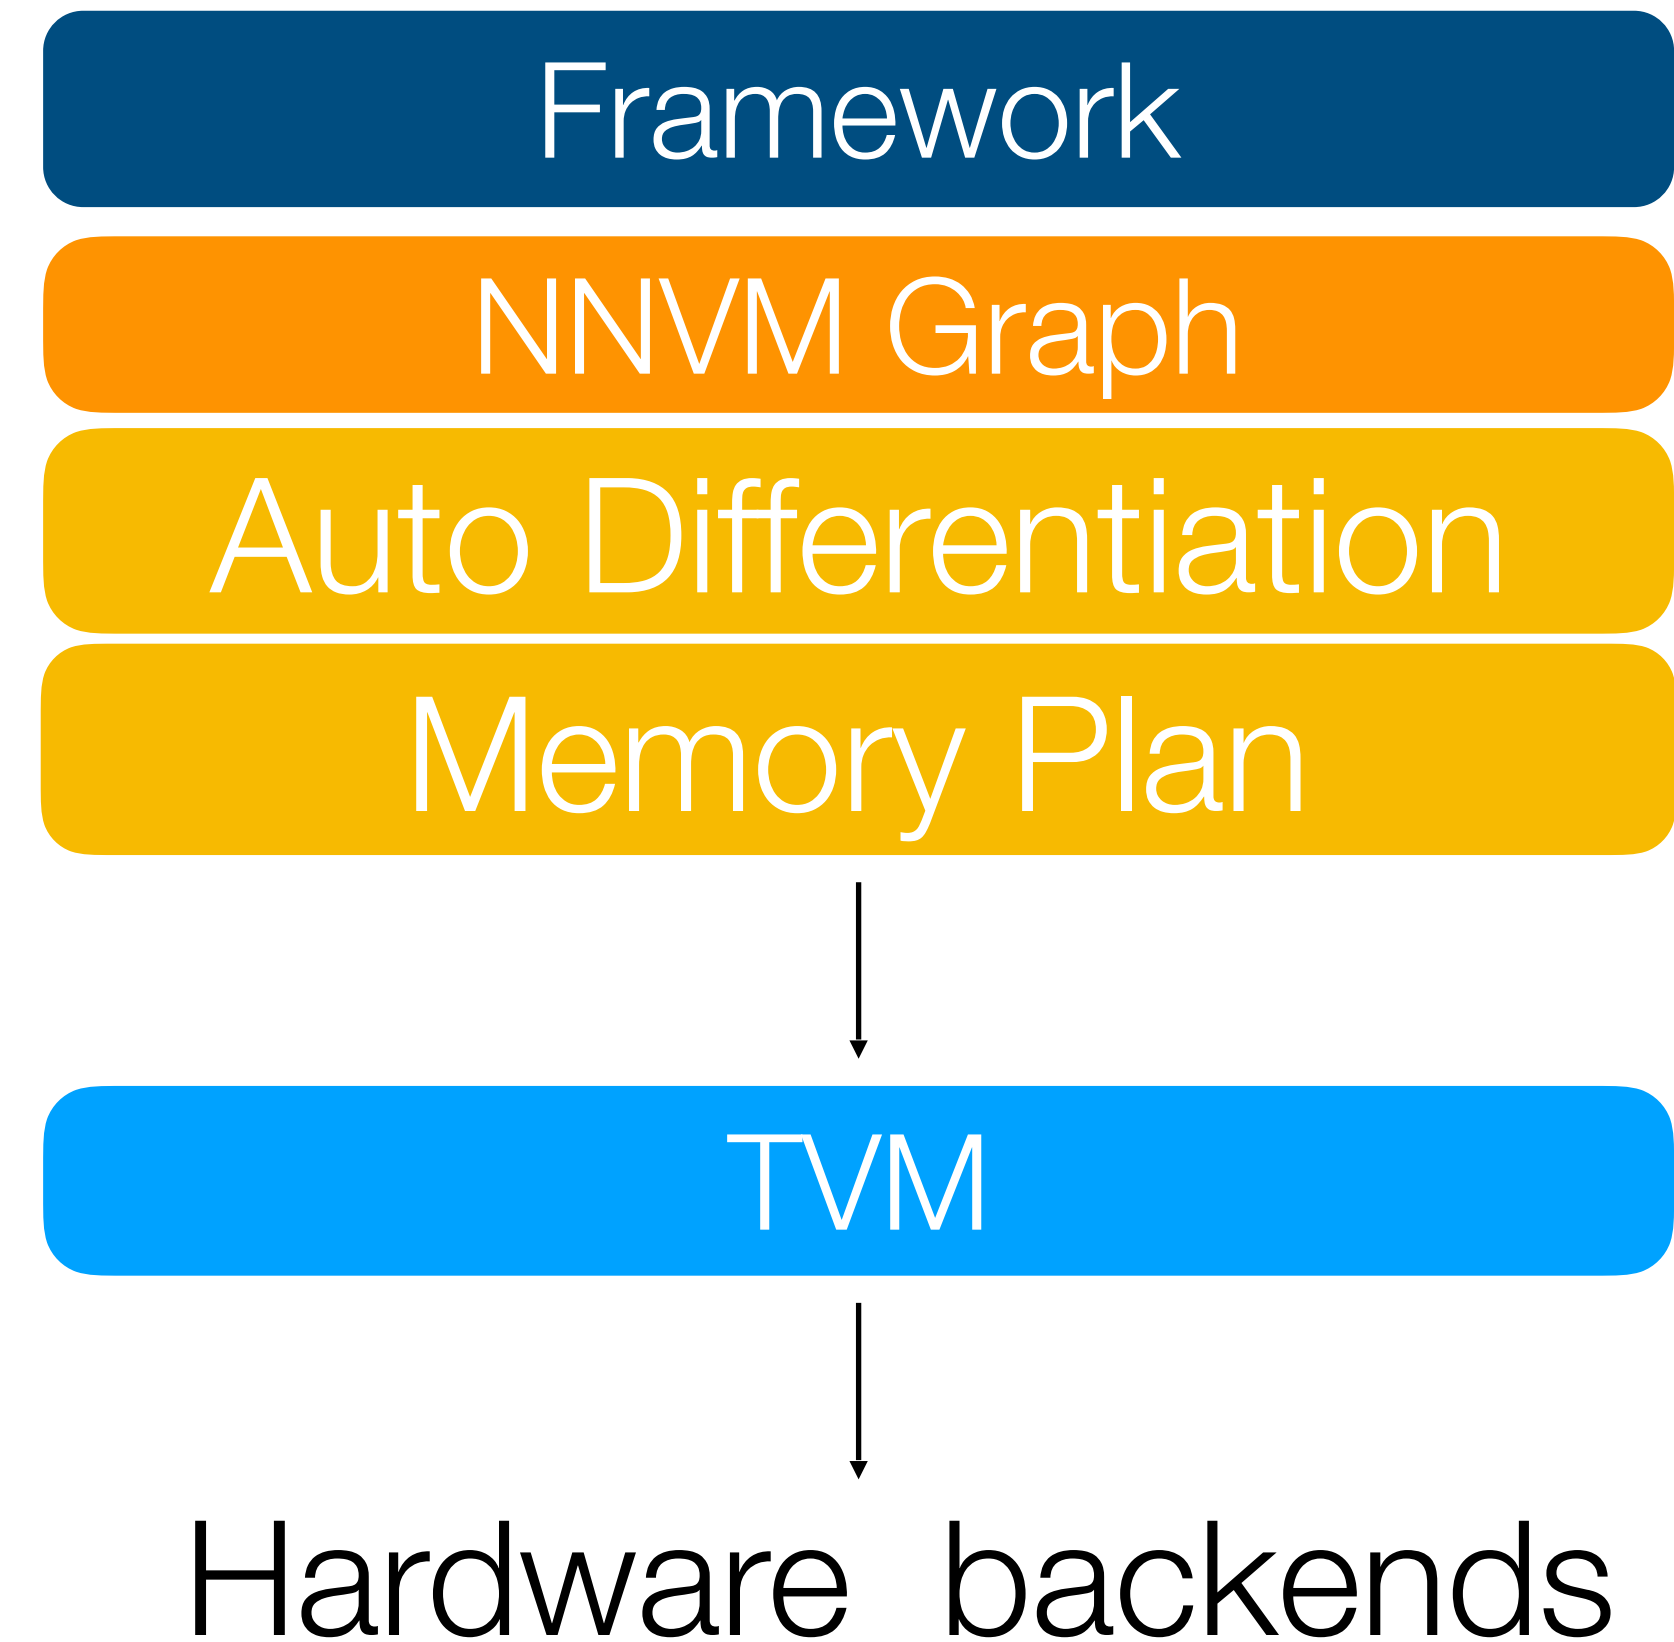 Framework
NNVM Graph
Auto Differentiation
Memory Plan
TVM
Hardware backends